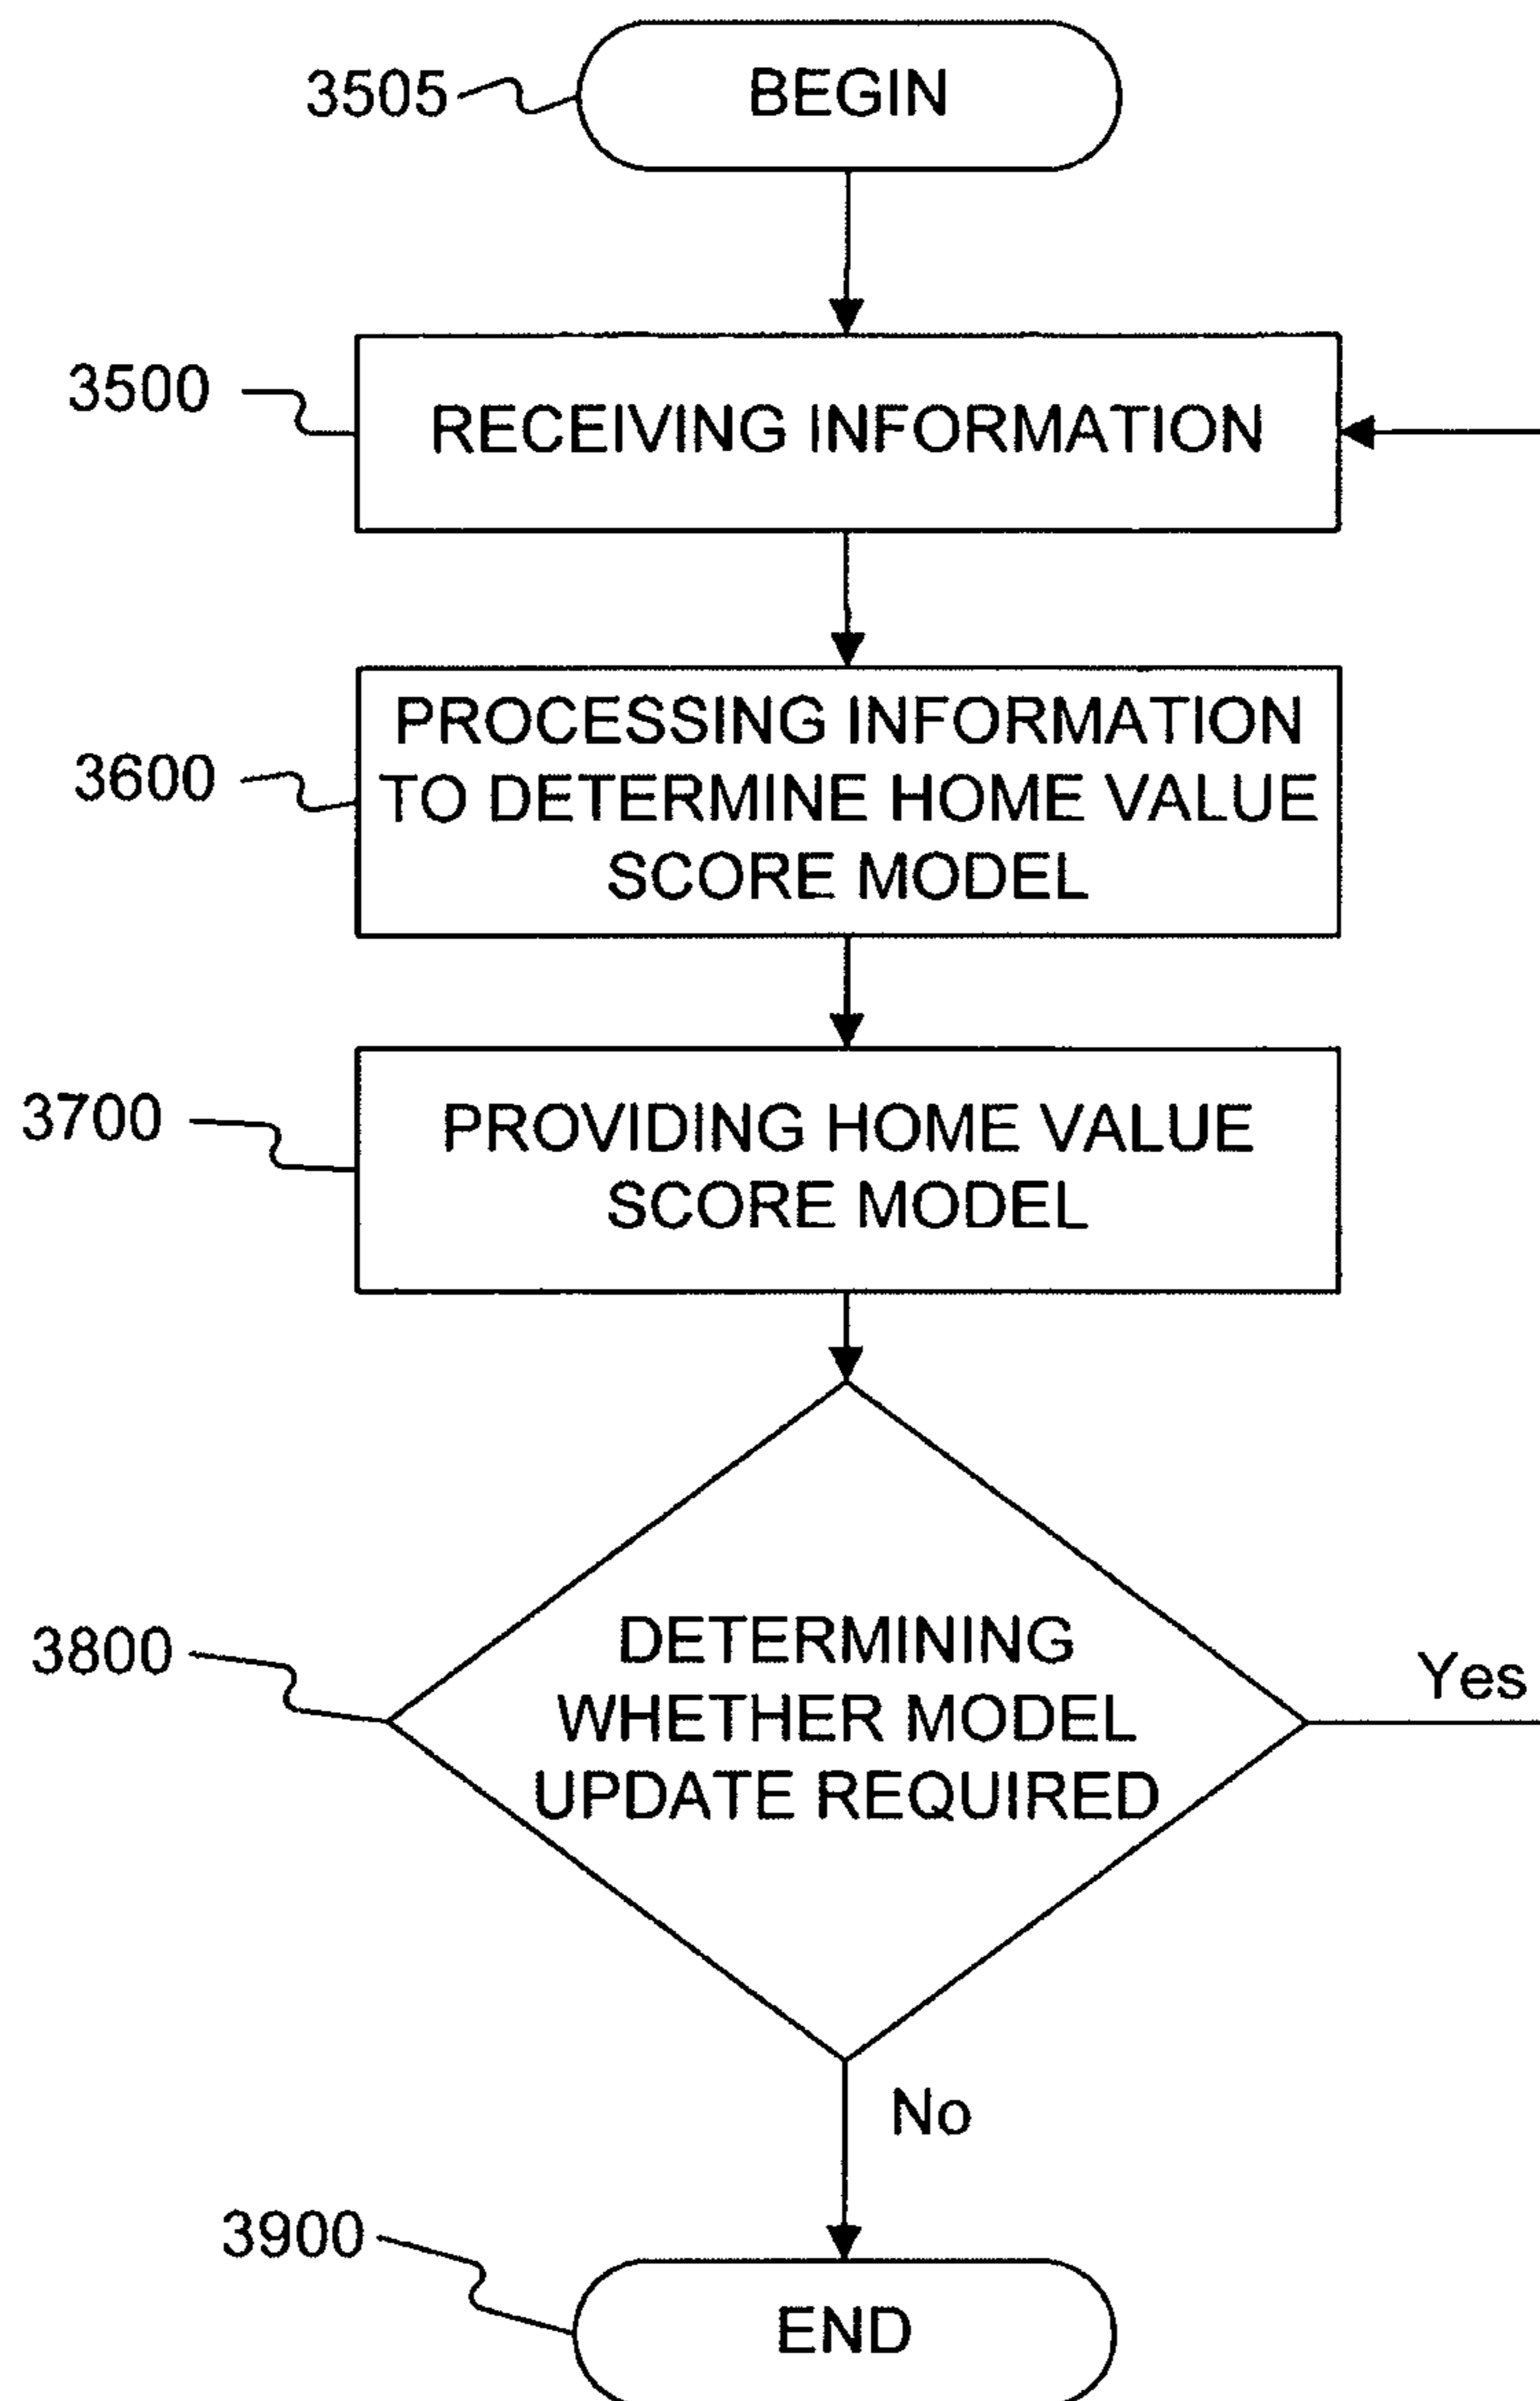 3505
BEGIN
3500
RECEIVING INFORMATION
3600
PROCESSING INFORMATION
TO DETERMINE HOME VALUE
SCORE MODEL
3700
PROVIDING HOME VALUE
SCORE MODEL
3800
DETERMINING
WHETHER MODEL
UPDATE REQUIRED
Yes
No
3900
END